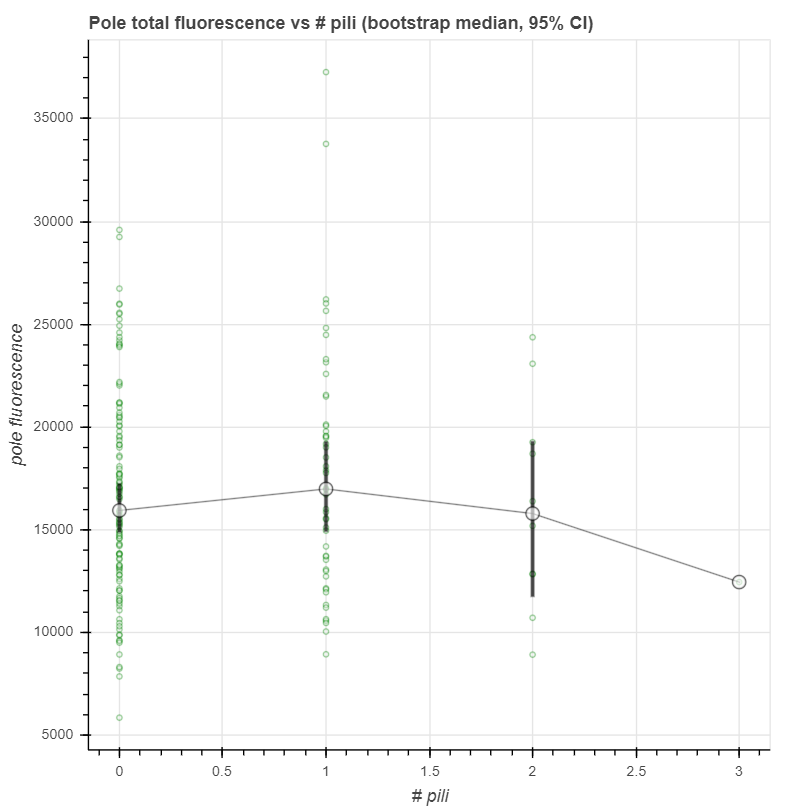 Pole total fluorescence vs # pili (bootstrap median, 95% CI)
35000
30000
25000
20000
15000
10000
5000
pole fluorescence
0 0.5 1 1.5 2 2.5 3
# pili